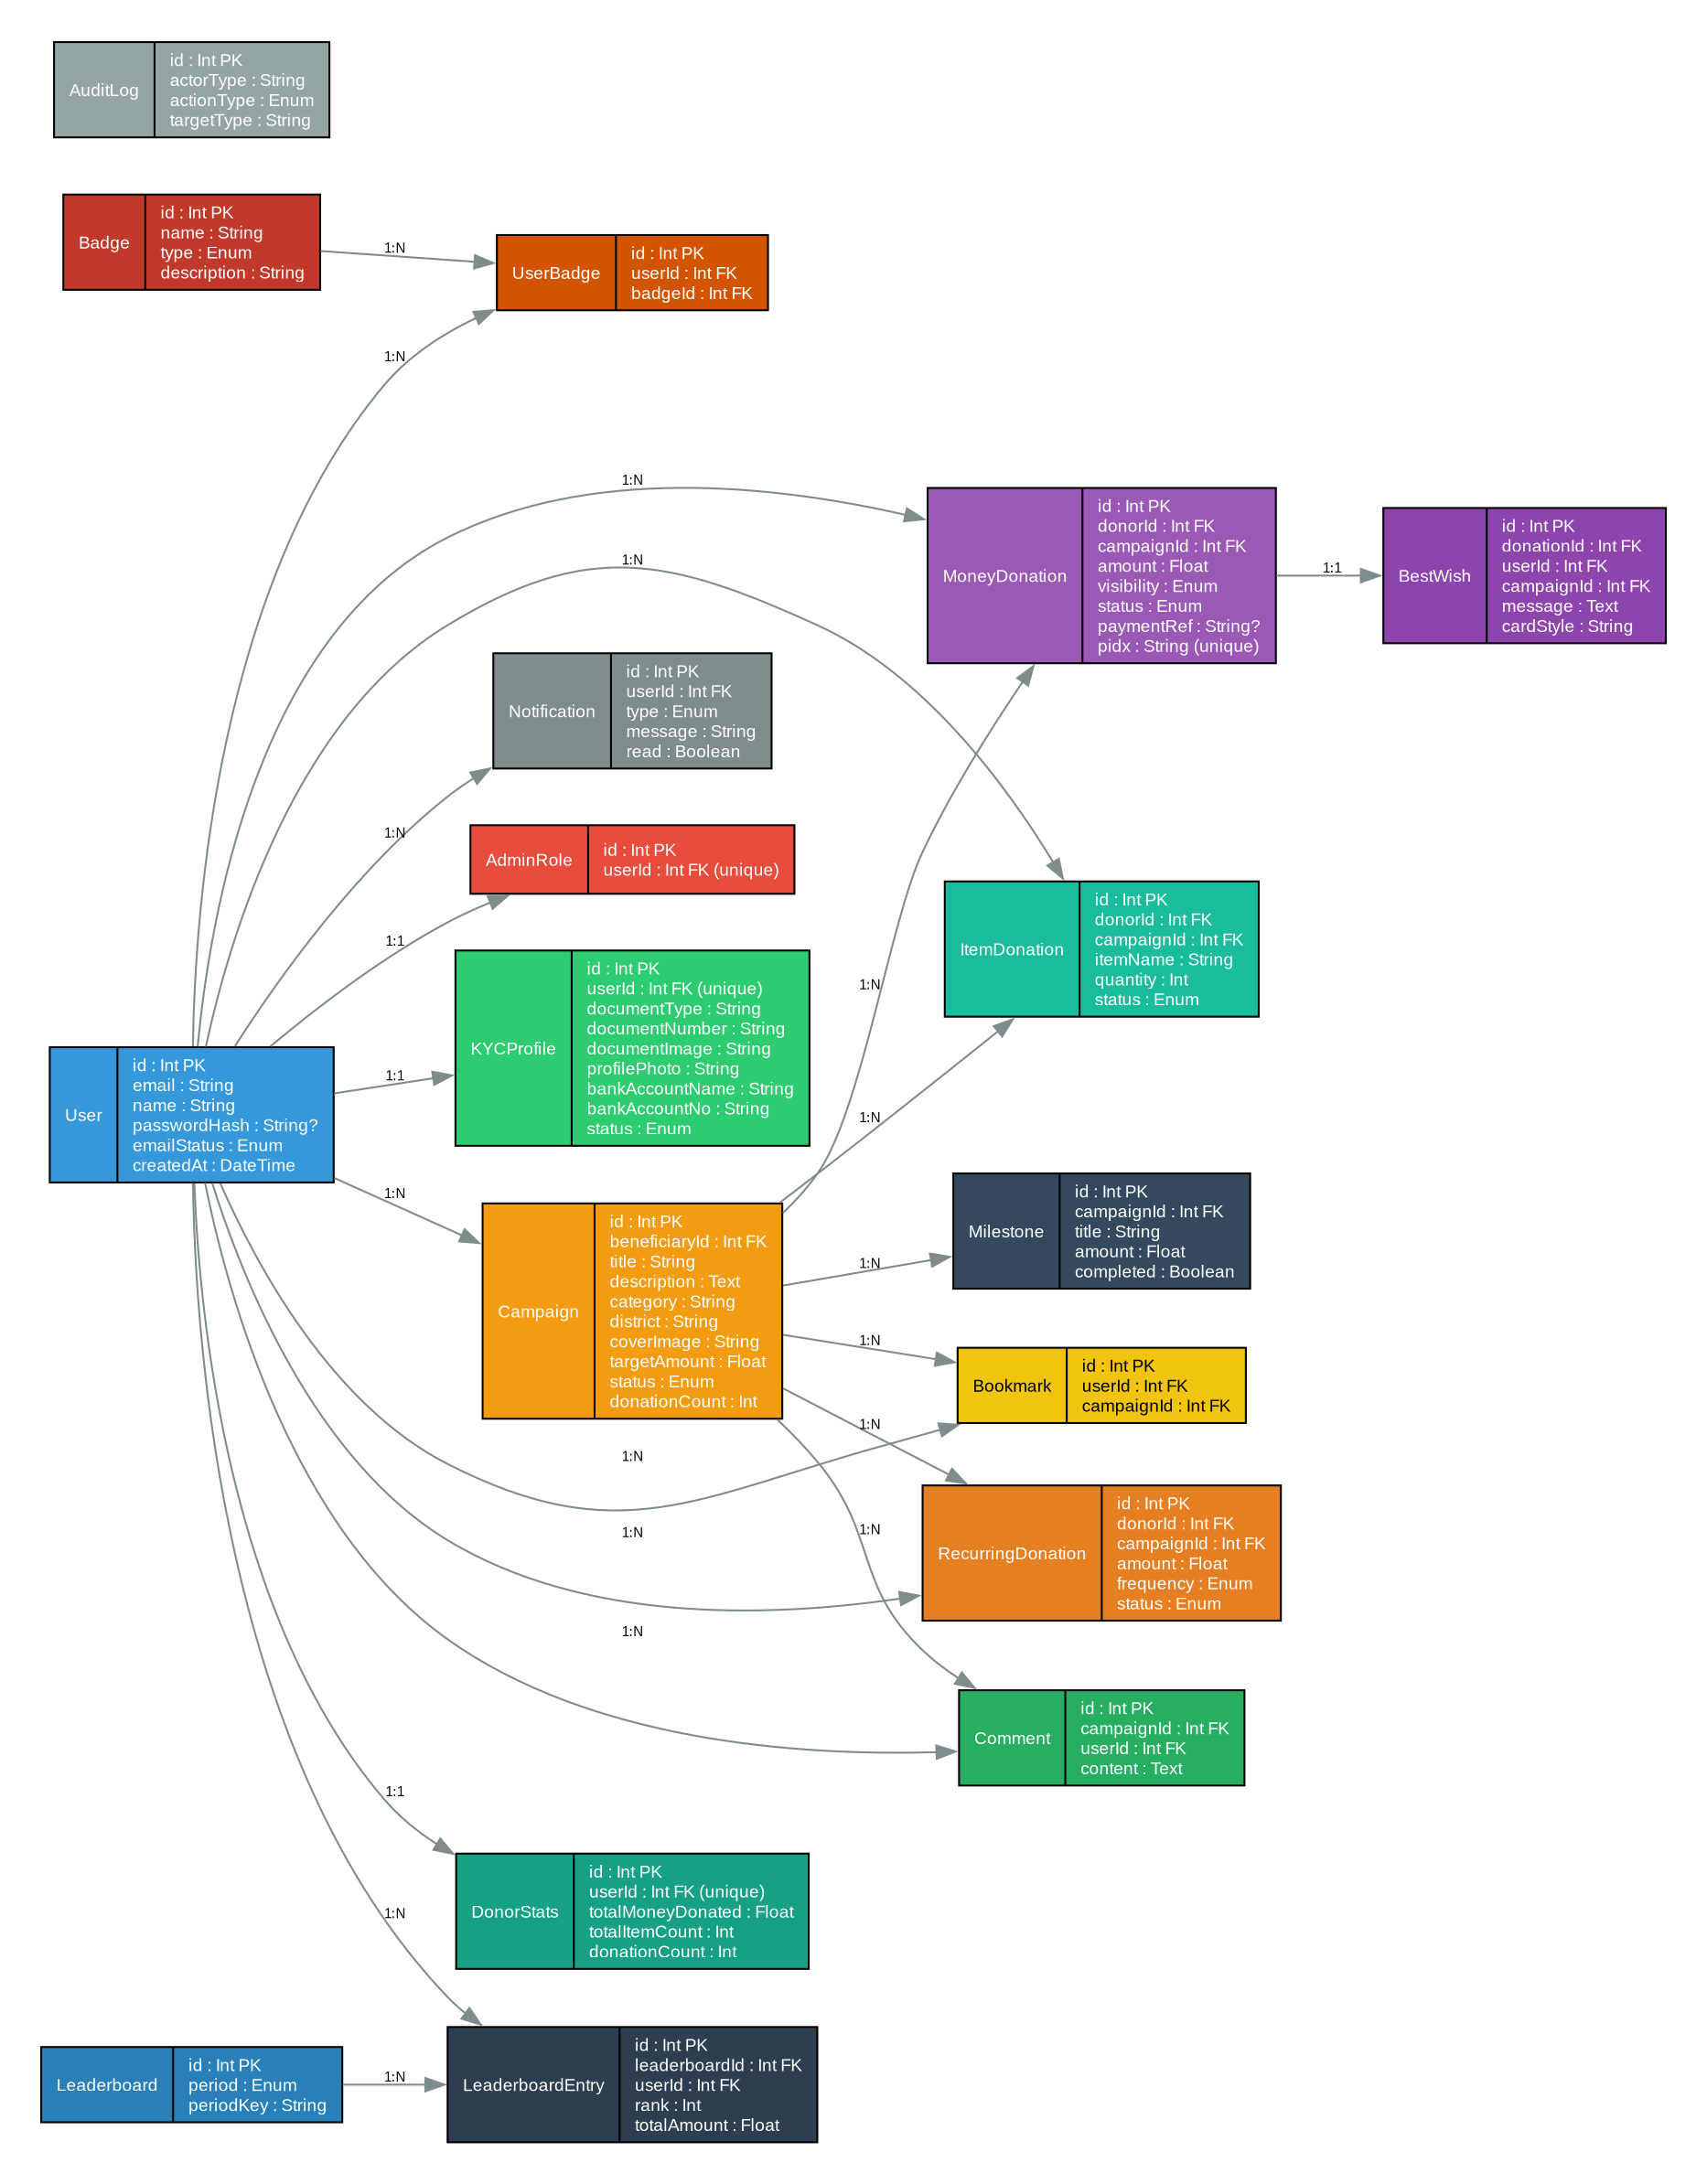 AuditLog
id : Int PK
actorType : String
actionType : Enum
targetType : String
Badge
id : Int PK
name : String
type : Enum
description : String
1:N
UserBadge
id : Int PK
userId : Int FK
badgeId : Int FK
1:N
1:N
1:N
MoneyDonation
id : Int PK
donorId : Int FK
campaignId : Int FK
amount : Float
visibility : Enum
status : Enum
paymentRef : String?
pidx : String (unique)
1:1
BestWish
id : Int PK
donationId : Int FK
userId : Int FK
campaignId : Int FK
message : Text
cardStyle : String
Notification
id : Int PK
userId : Int FK
type : Enum
message : String
read : Boolean
1:N
AdminRole
id : Int PK
userId : Int FK (unique)
1:1
ItemDonation
id : Int PK
donorId : Int FK
campaignId : Int FK
itemName : String
quantity : Int
status : Enum
1:N
KYCProfile
id : Int PK
userId : Int FK (unique)
documentType : String
documentNumber : String
documentImage : String
profilePhoto : String
bankAccountName : String
bankAccountNo : String
status : Enum
1:1
User
id : Int PK
email : String
name : String
passwordHash : String?
emailStatus : Enum
createdAt : DateTime
1:N
1:N
Campaign
id : Int PK
beneficiaryId : Int FK
title : String
description : Text
category : String
district : String
coverImage : String
targetAmount : Float
status : Enum
donationCount : Int
1:N
Milestone
id : Int PK
campaignId : Int FK
title : String
amount : Float
completed : Boolean
1:N
Bookmark
id : Int PK
userId : Int FK
campaignId : Int FK
1:N
1:N
1:N
1:N
RecurringDonation
id : Int PK
donorId : Int FK
campaignId : Int FK
amount : Float
frequency : Enum
status : Enum
1:N
Comment
id : Int PK
campaignId : Int FK
userId : Int FK
content : Text
1:1
DonorStats
id : Int PK
userId : Int FK (unique)
totalMoneyDonated : Float
totalItemCount : Int
donationCount : Int
1:N
Leaderboard
id : Int PK
period : Enum
periodKey : String
1:N
LeaderboardEntry
id : Int PK
leaderboardId : Int FK
userId : Int FK
rank : Int
totalAmount : Float